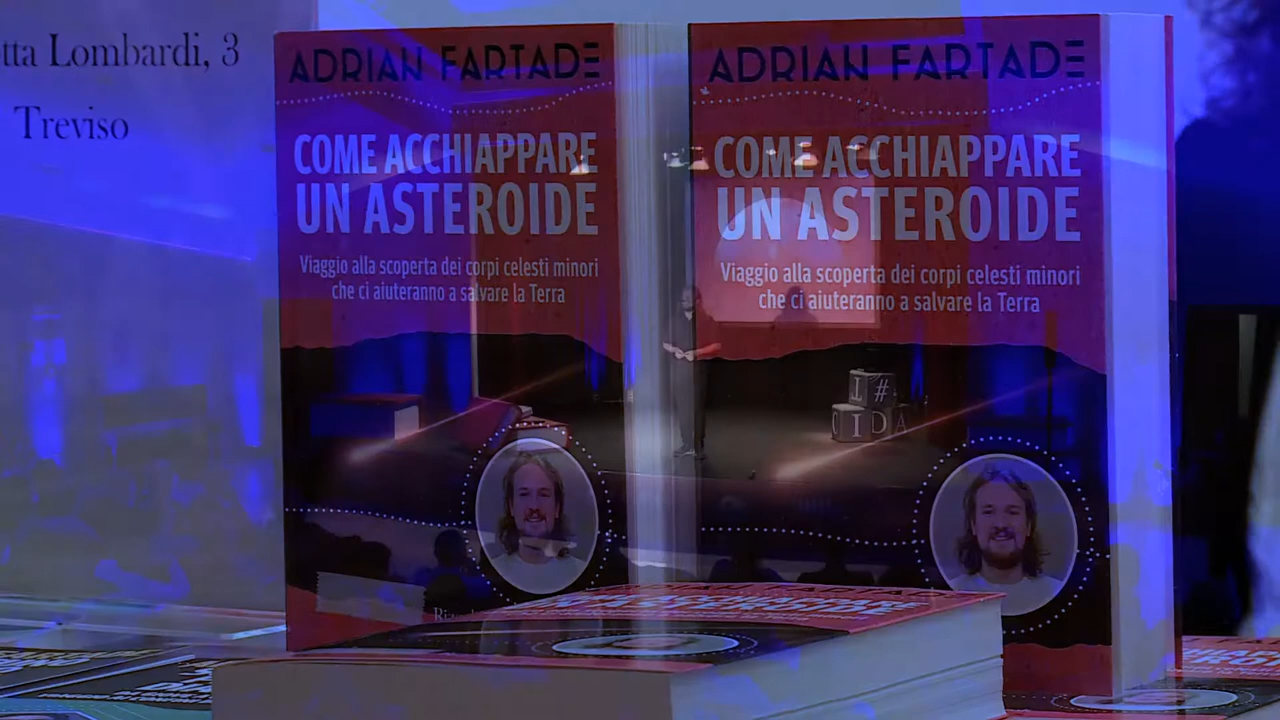 tta Lombardi, 3
Treviso
ADRIAN FARTADE
COME ACCHIAPPARE
UN ASTEROIDE
Viaggio alla scoperta dei corpi celesti minori
che ci aiuteranno a salvare la Terra
ADRIAN FARTADE
COME ACCHIAPPARE
UN ASTEROIDE
Viaggio alla scoperta dei corpi celesti minori
che ci aiuteranno a salvare la Terra
I #
I D A